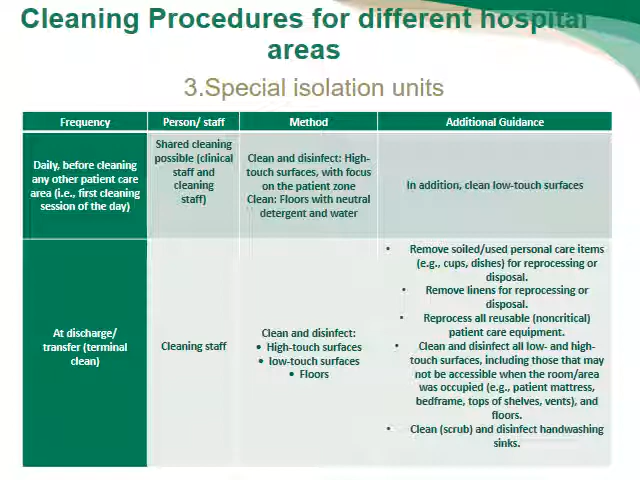 Cleaning Procedures for different hospital
areas
3.Special isolation units
Frequency
Person/ staff
Method
Additional Guidance
Daily, before cleaning
any other patient care
area (i.e., first cleaning
session of the day)
Shared cleaning
possible (clinical
staff and
cleaning
staff)
Clean and disinfect: High-
touch surfaces, with focus
on the patient zone
Clean: Floors with neutral
detergent and water
In addition, clean low-touch surfaces
At discharge/
transfer (terminal
clean)
Cleaning staff
Clean and disinfect:
• High-touch surfaces
• low-touch surfaces
• Floors
• Remove soiled/used personal care items
(e.g., cups, dishes) for reprocessing or
disposal.
• Remove linens for reprocessing or
disposal.
• Reprocess all reusable (noncritical)
patient care equipment.
• Clean and disinfect all low- and high-
touch surfaces, including those that may
not be accessible when the room/area
was occupied (e.g., patient mattress,
bedframe, tops of shelves, vents), and
floors.
• Clean (scrub) and disinfect handwashing
sinks.